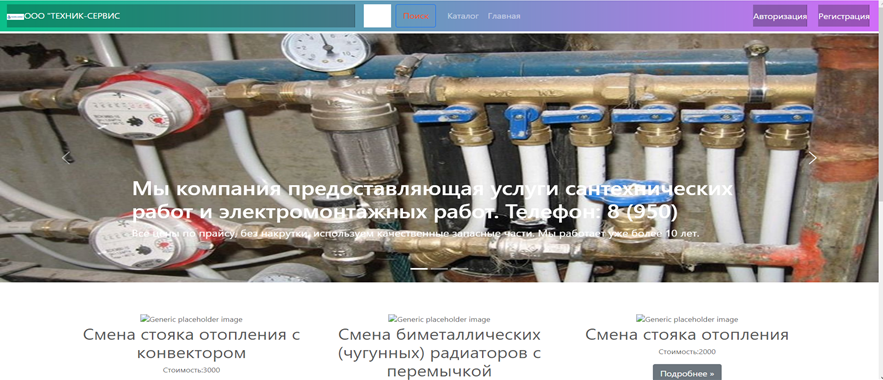 ООО "ТЕХНИК-СЕРВИС
Поиск
Каталог
Главная
Авторизация
Регистрация
Мы компания предоставляющая услуги сантехнических
работ и электромонтажных работ. Телефон: 8 (950)
Все цены по прайсу, без накрутки, используем качественные запасные части. Мы работает уже более 10 лет.
Generic placeholder image
Смена стояка отопления с
конвектором
Стоимость:3000
Generic placeholder image
Смена биметаллических
(чугунных) радиаторов с
перемычкой
Generic placeholder image
Смена стояка отопления
Стоимость:2000
Подробнее »